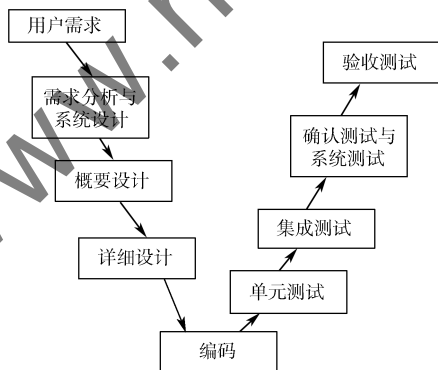 用户需求
需求分析与
系统设计
概要设计
详细设计
编码
单元测试
集成测试
确认测试与
系统测试
验收测试